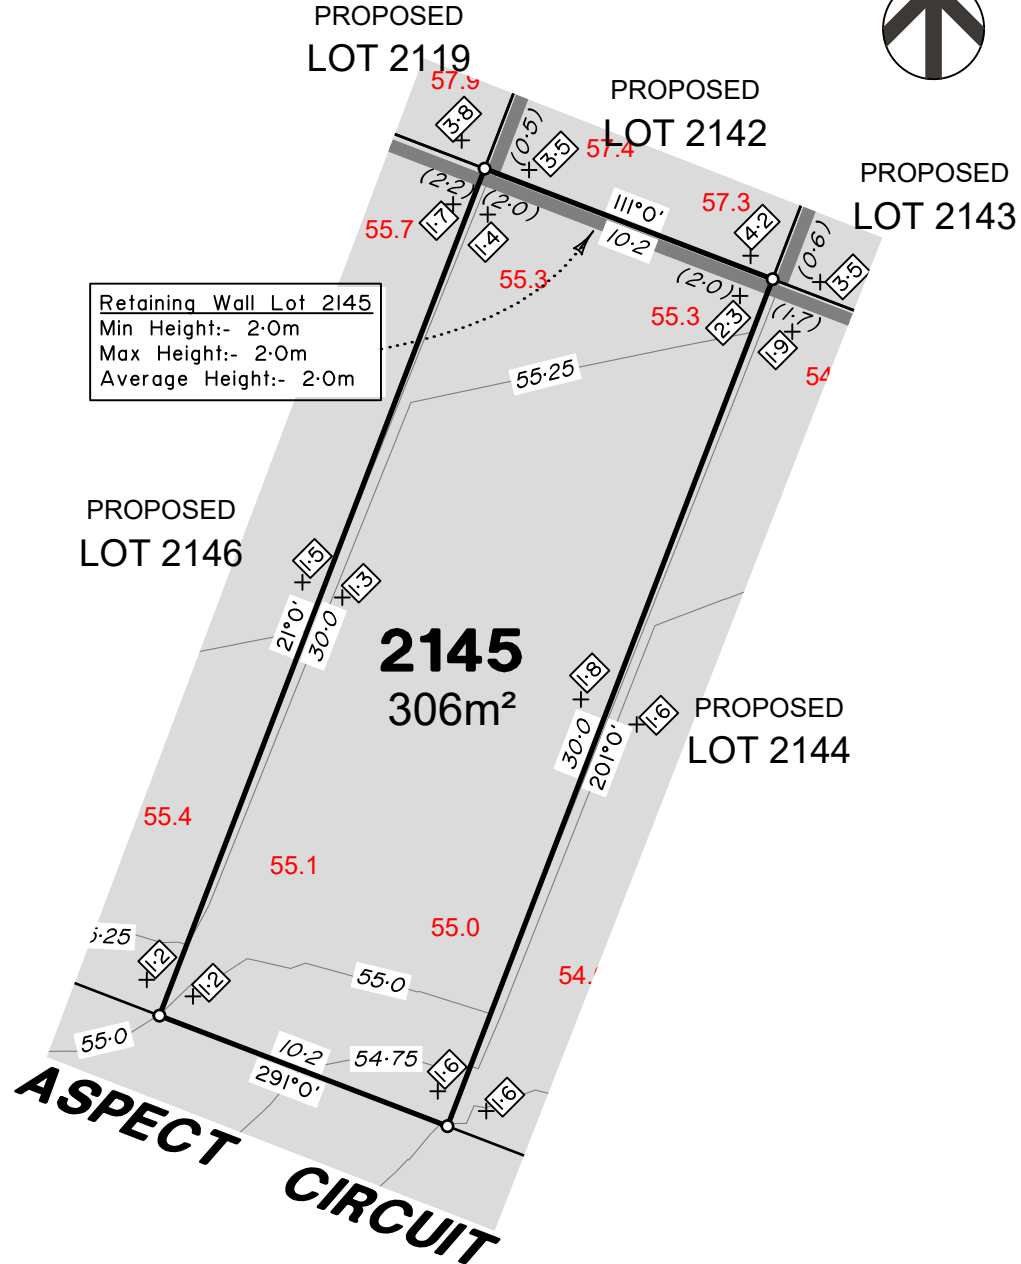 PROPOSED
LOT 2119
57.9
3·8
(0·5)
3·5
PROPOSED
LOT 2142
57.4
PROPOSED
LOT 2143
57.3
4·2
(0·6)
3·5
(2·2)
(2·0)
1·7
1·4
55.7
111°0'
10·2
55.3
(2·0)
55.3
2·3
(1·7)
1·9
Retaining Wall Lot 2145
Min Height:- 2·0m
Max Height:- 2·0m
Average Height:- 2·0m
55·25
PROPOSED
LOT 2146
1·5
1·3
21°0'
30·0
2145
306m²
1·8
1·6
30·0
201°0'
PROPOSED
LOT 2144
55.4
55.1
55.0
1·2
1·2
55·0
55·0
10·2
291°0'
54·75
1·6
1·6
ASPECT CIRCUIT